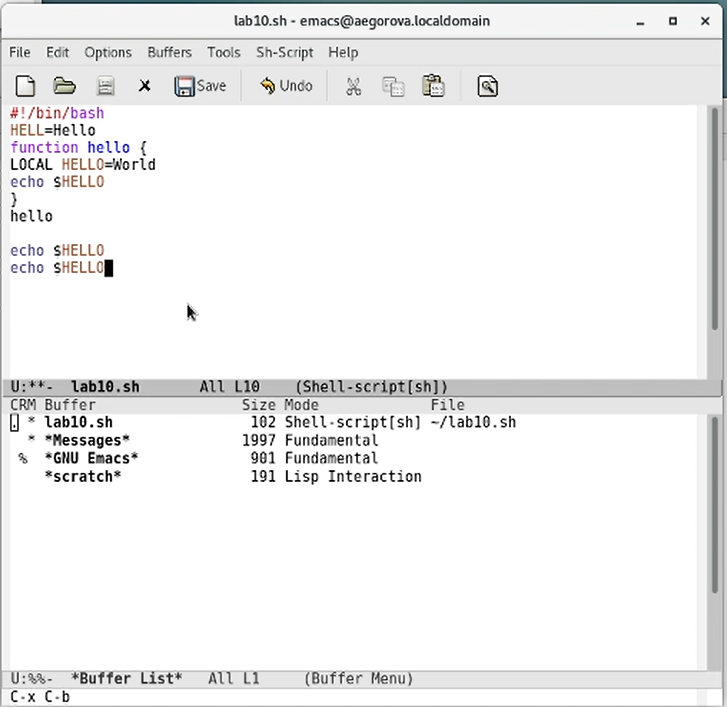 lab10.sh - emacs@aegorova.localdomain
File Edit Options Buffers Tools Sh-Script Help
Save Undo
#!/bin/bash
HELL=Hello
function hello {
LOCAL HELLO=World
echo $HELLO
}
hello
echo $HELLO
echo $HELLO
U:**- lab10.sh All L10 (Shell-script[sh])
CRM Buffer Size Mode File
. * lab10.sh 102 Shell-script[sh] ~/lab10.sh
* *Messages* 1997 Fundamental
% *GNU Emacs* 901 Fundamental
*scratch* 191 Lisp Interaction
U:%%- *Buffer List* All L1 (Buffer Menu)
C-x C-b